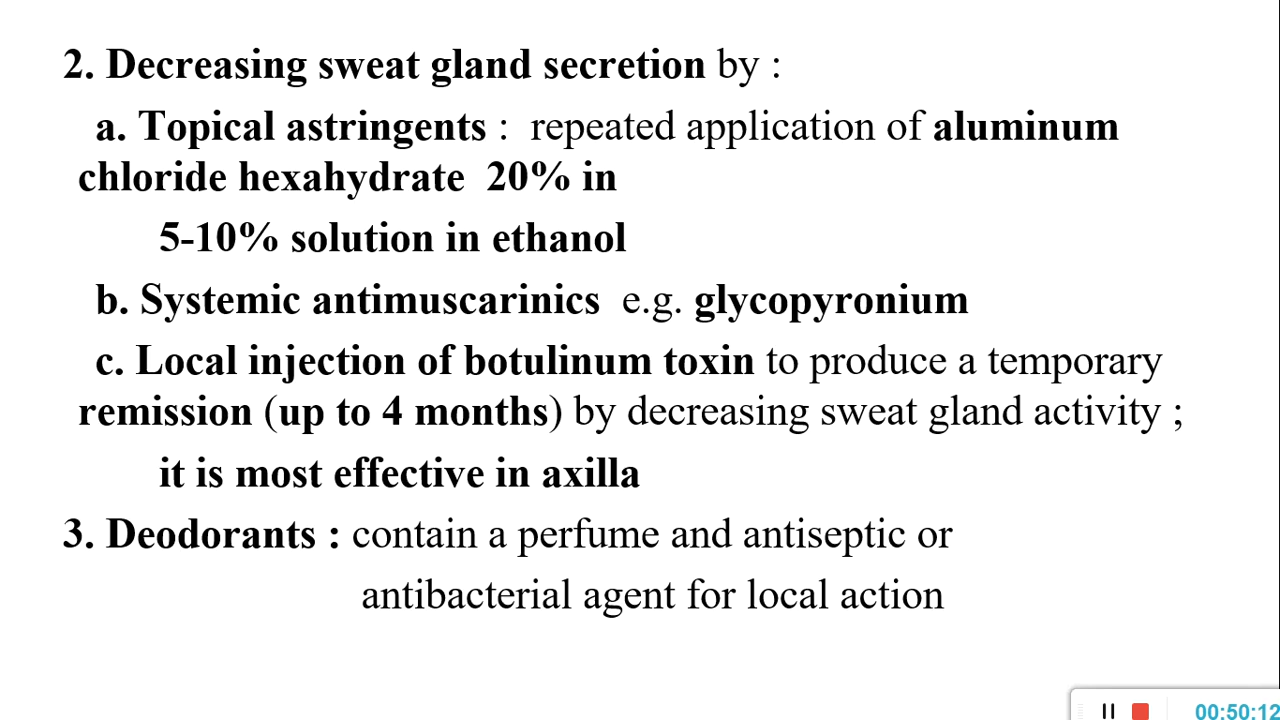 2. Decreasing sweat gland secretion by :
a. Topical astringents :  repeated application of aluminum
chloride hexahydrate  20% in
5-10% solution in ethanol
b. Systemic antimuscarinics  e.g. glycopyronium
c. Local injection of botulinum toxin to produce a temporary
remission (up to 4 months) by decreasing sweat gland activity ;
it is most effective in axilla
3. Deodorants : contain a perfume and antiseptic or
antibacterial agent for local action
00:50:12